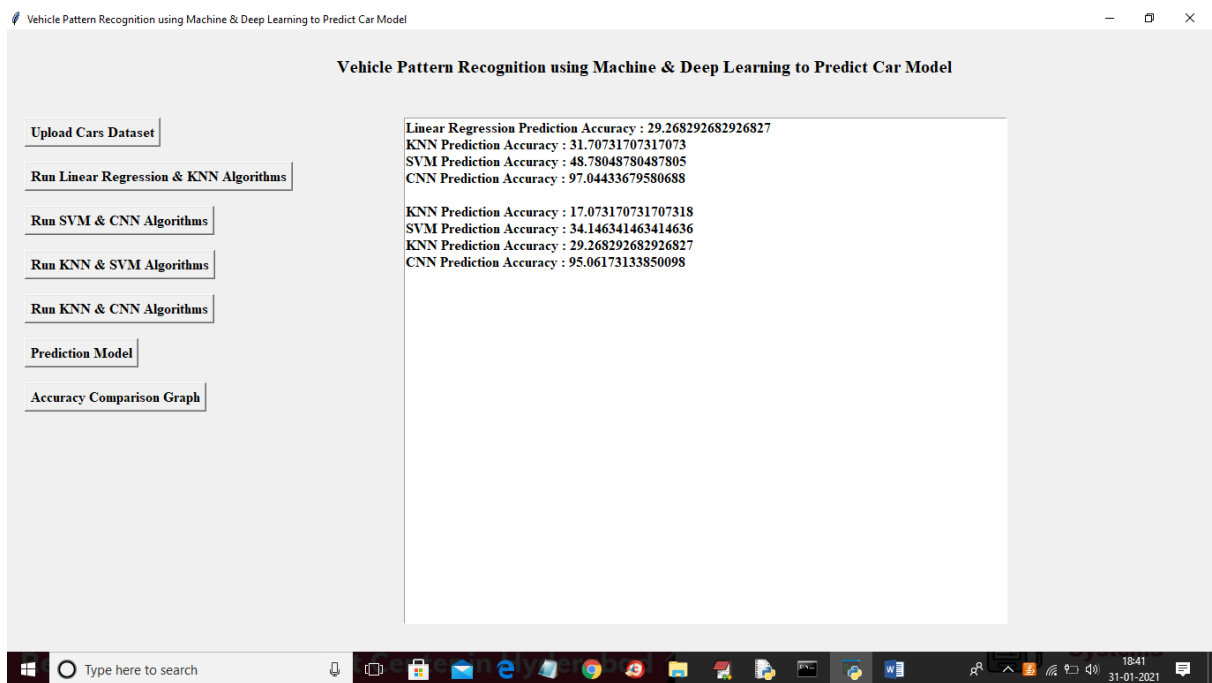 Vehicle Pattern Recognition using Machine & Deep Learning to Predict Car Model
Vehicle Pattern Recognition using Machine & Deep Learning to Predict Car Model
Upload Cars Dataset
Run Linear Regression & KNN Algorithms
Run SVM & CNN Algorithms
Run KNN & SVM Algorithms
Run KNN & CNN Algorithms
Prediction Model
Accuracy Comparison Graph
Linear Regression Prediction Accuracy : 29.268292682926827
KNN Prediction Accuracy : 31.70731707317073
SVM Prediction Accuracy : 48.78048780487805
CNN Prediction Accuracy : 97.04433679580688
KNN Prediction Accuracy : 17.073170731707318
SVM Prediction Accuracy : 34.146341463414636
KNN Prediction Accuracy : 29.268292682926827
CNN Prediction Accuracy : 95.06173133850098
Type here to search
18:41
31-01-2021